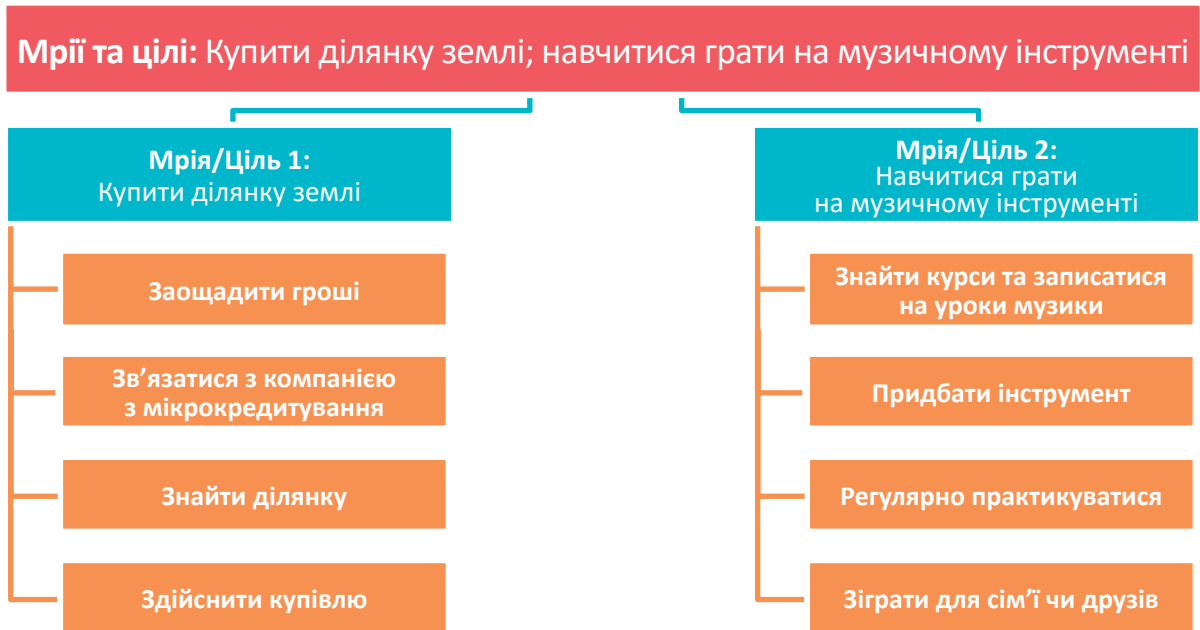 Мрії та цілі: Купити ділянку землі; навчитися грати на музичному інструменті
Мрія/Ціль 1:
Купити ділянку землі
Заощадити гроші
Зв’язатися з компанією
з мікрокредитування
Знайти ділянку
Здійснити купівлю
Мрія/Ціль 2:
Навчитися грати
на музичному інструменті
Знайти курси та записатися
на уроки музики
Придбати інструмент
Регулярно практикуватися
Зіграти для сім’ї чи друзів